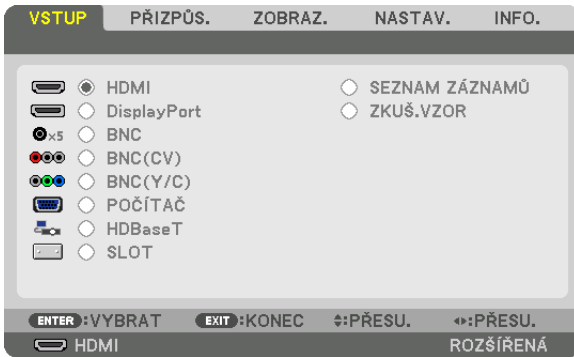 VSTUP PŘIZPŮS. ZOBRAZ. NASTAV. INFO.
HDMI SEZNAM ZÁZNAMŮ
DisplayPort ZKUŠ.VZOR
×5 BNC
BNC(CV)
BNC(Y/C)
POČÍTAČ
HDBaseT
SLOT
ENTER :VYBRAT EXIT :KONEC :PŘESU. :PŘESU.
HDMI ROZŠÍŘENÁ